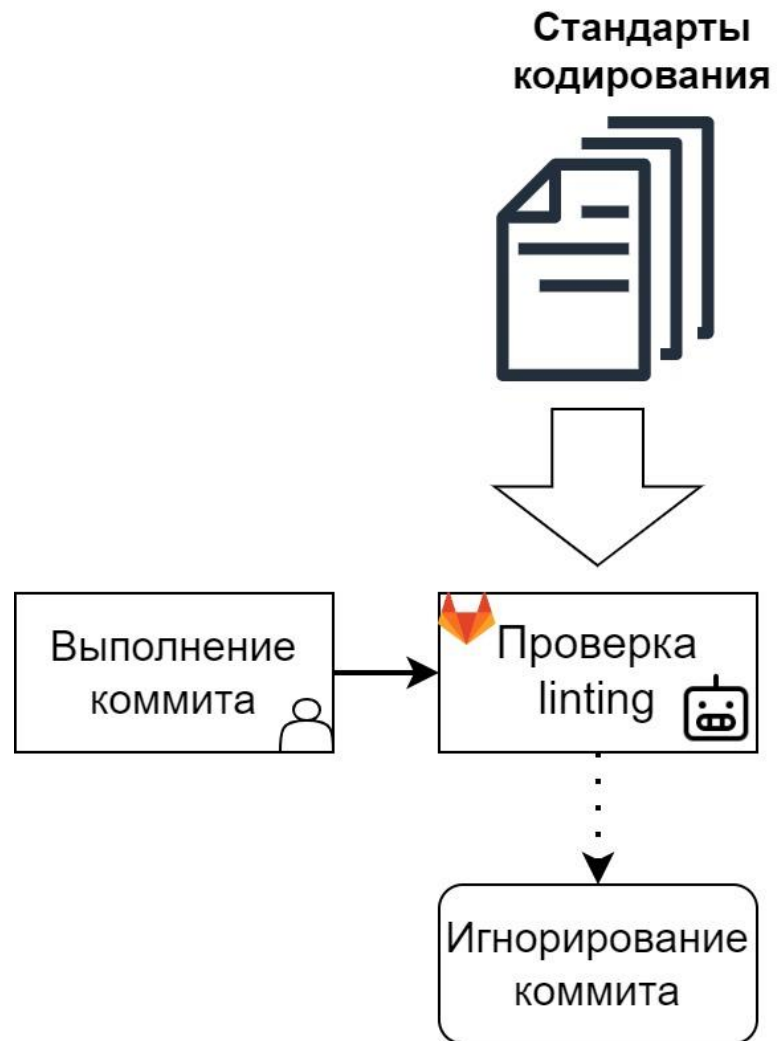 Стандарты
кодирования
Выполнение
коммита
Проверка
linting
Игнорирование
коммита